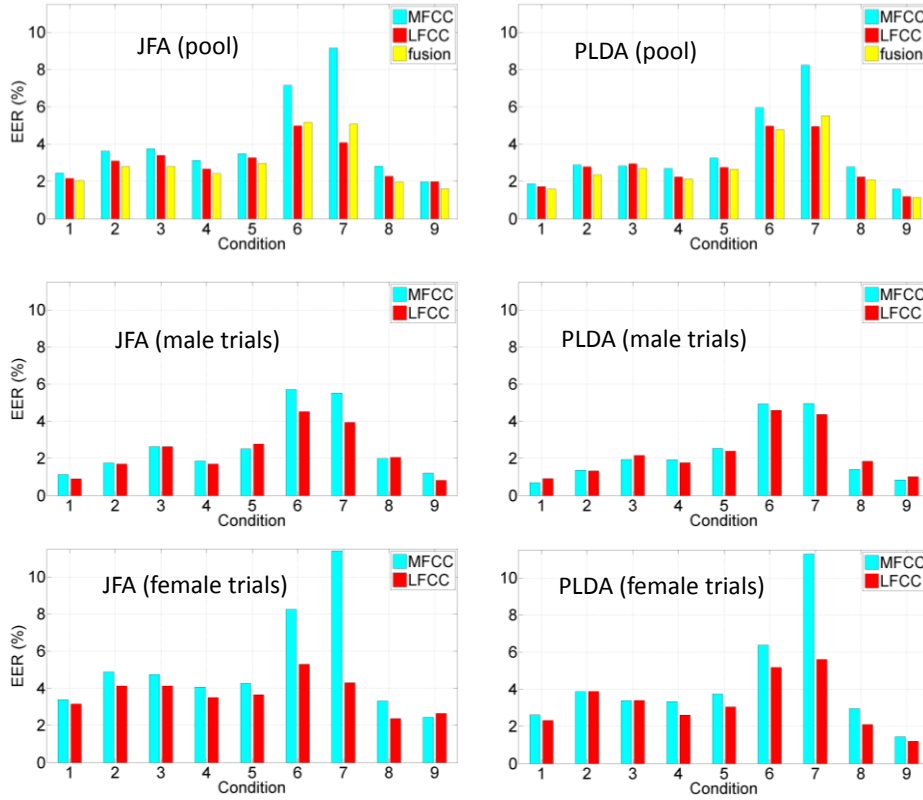 JFA (pool)
MFCC
LFCC
fusion
EER (%)
10
8
6
4
2
0
1 2 3 4 5 6 7 8 9
Condition
PLDA (pool)
MFCC
LFCC
fusion
10
8
6
4
2
0
1 2 3 4 5 6 7 8 9
Condition
JFA (male trials)
MFCC
LFCC
EER (%)
10
8
6
4
2
0
1 2 3 4 5 6 7 8 9
Condition
PLDA (male trials)
MFCC
LFCC
10
8
6
4
2
0
1 2 3 4 5 6 7 8 9
Condition
JFA (female trials)
MFCC
LFCC
EER (%)
10
8
6
4
2
0
1 2 3 4 5 6 7 8 9
Condition
PLDA (female trials)
MFCC
LFCC
10
8
6
4
2
0
1 2 3 4 5 6 7 8 9
Condition